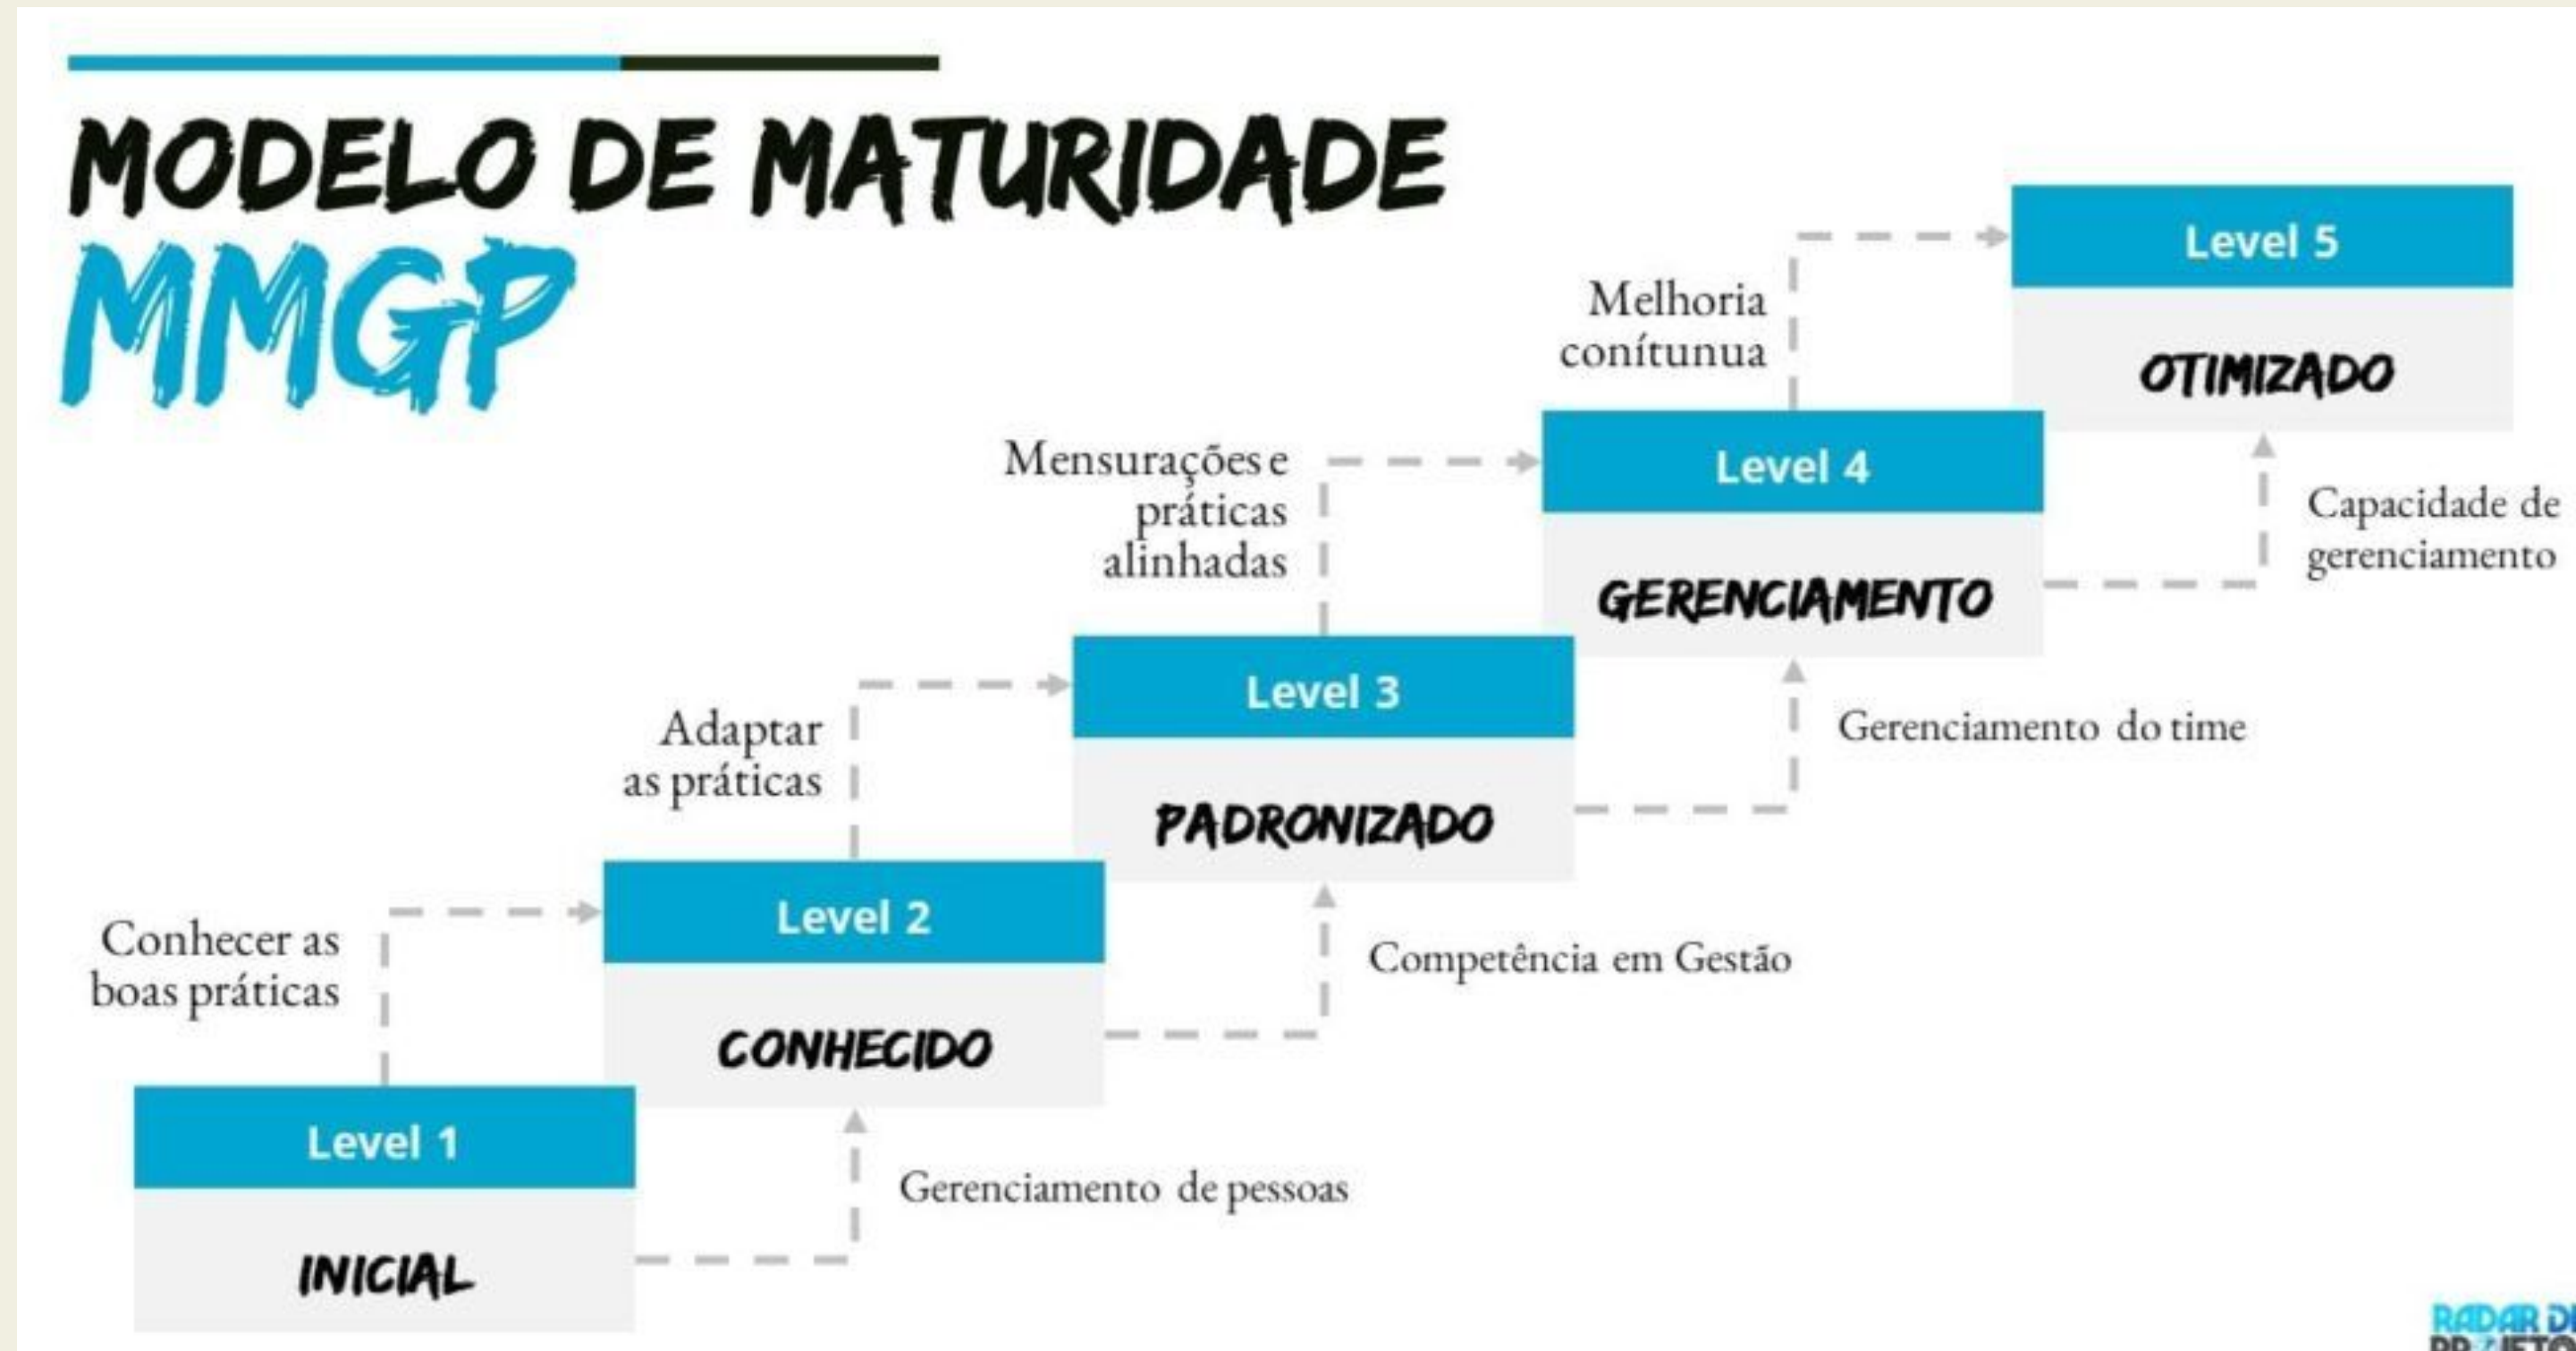 MODELO DE MATURIDADE
MMGP
Level 5
OTIMIZADO
Melhoria
conítunua
Capacidade de
gerenciamento
Level 4
GERENCIAMENTO
Mensurações e
práticas
alinhadas
Gerenciamento do time
Level 3
PADRONIZADO
Adaptar
as práticas
Competência em Gestão
Level 2
CONHECIDO
Conhecer as
boas práticas
Gerenciamento de pessoas
Level 1
INICIAL
RADAR